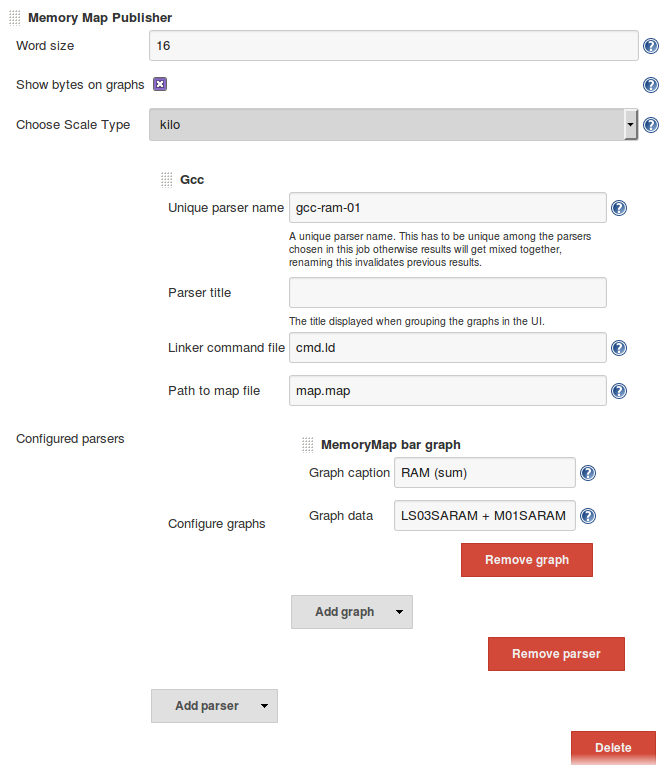 Memory Map Publisher
Word size 16
Show bytes on graphs
Choose Scale Type kilo
Gcc
Unique parser name gcc-ram-01
A unique parser name. This has to be unique among the parsers
chosen in this job otherwise results will get mixed together,
renaming this invalidates previous results.
Parser title
The title displayed when grouping the graphs in the UI.
Linker command file cmd.ld
Path to map file map.map
Configured parsers
MemoryMap bar graph
Graph caption RAM (sum)
Configure graphs
Graph data LS03SARAM + M01SARAM
Remove graph
Add graph
Remove parser
Add parser
Delete